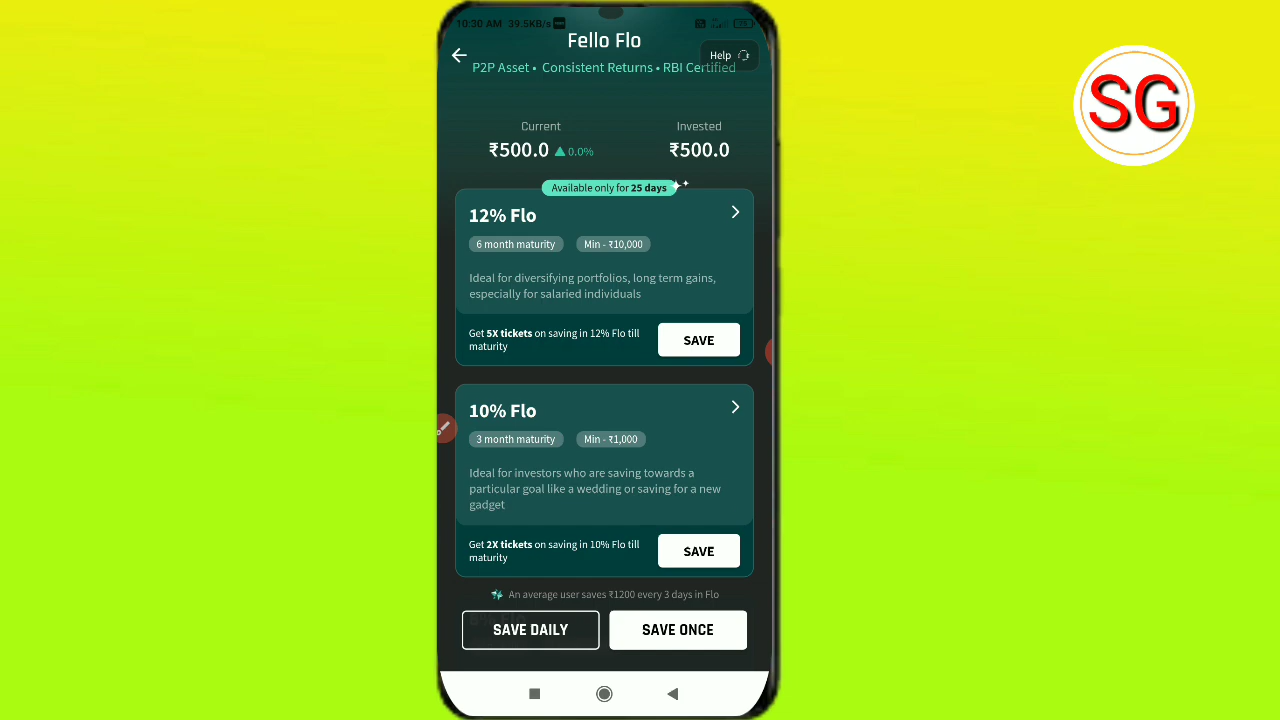 10:30 AM 39.5KB/s
Fello Flo
Help
P2P Asset • Consistent Returns • RBI Certified
Current
Invested
₹500.0 ▲ 0.0%
₹500.0
Available only for 25 days
12% Flo
6 month maturity
Min - ₹10,000
Ideal for diversifying portfolios, long term gains,
especially for salaried individuals
Get 5X tickets on saving in 12% Flo till
maturity
SAVE
10% Flo
3 month maturity
Min - ₹1,000
Ideal for investors who are saving towards a
particular goal like a wedding or saving for a new
gadget
Get 2X tickets on saving in 10% Flo till
maturity
SAVE
An average user saves ₹1200 every 3 days in Flo
SAVE DAILY
SAVE ONCE
SG